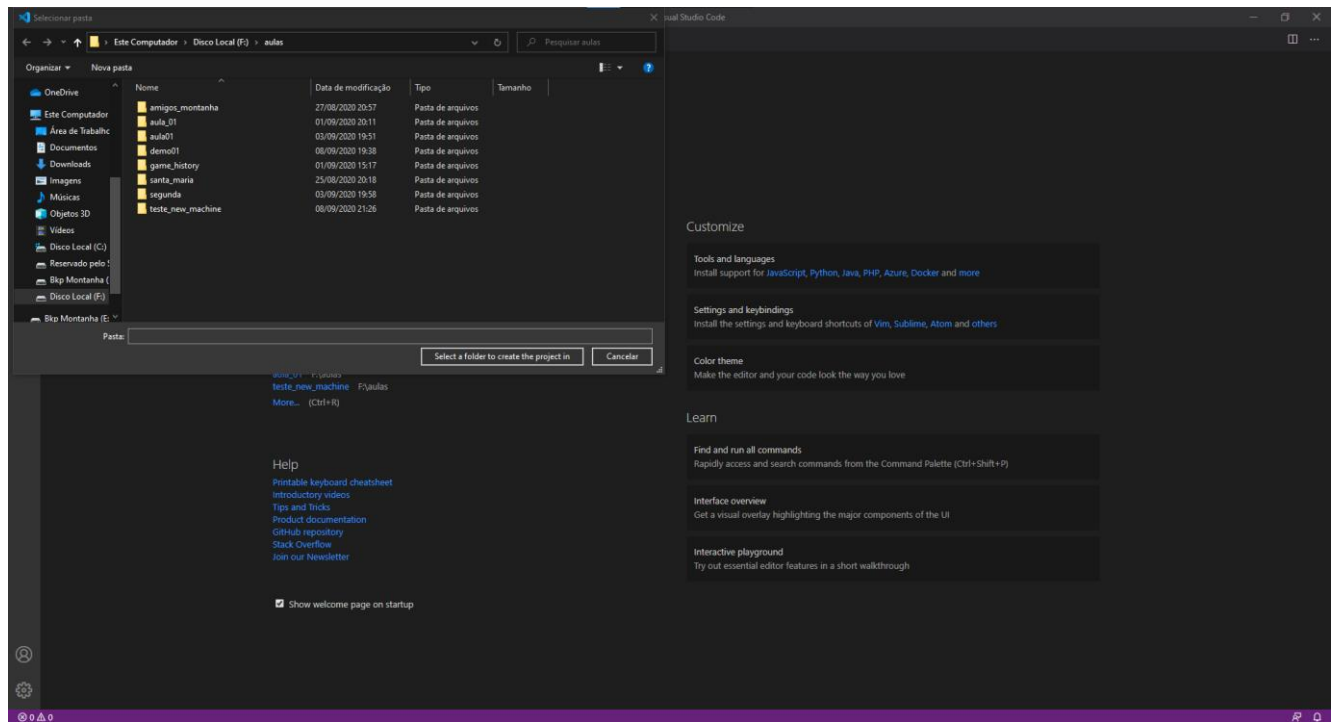 Selecionar pasta
Visual Studio Code
Este Computador › Disco Local (F:) › aulas
Pesquisar aulas
Organizar
Nova pasta
Nome Data de modificação Tipo Tamanho
OneDrive
Este Computador
Área de Trabalho
Documentos
Downloads
Imagens
Músicas
Objetos 3D
Vídeos
Disco Local (C:)
Reservado pelo
Bkp Montanha (
Disco Local (F:)
Bkp Montanha (E:
amigos_montanha 27/08/2020 20:57 Pasta de arquivos
aula_01 01/09/2020 20:11 Pasta de arquivos
aula01 03/09/2020 19:51 Pasta de arquivos
demo01 08/09/2020 19:38 Pasta de arquivos
game_history 01/09/2020 15:17 Pasta de arquivos
santa_maria 25/08/2020 20:18 Pasta de arquivos
segunda 03/09/2020 19:58 Pasta de arquivos
teste_new_machine 08/09/2020 21:26 Pasta de arquivos
Pasta:
Select a folder to create the project in
Cancelar
aula_01 F:\aulas
teste_new_machine F:\aulas
More... (Ctrl+R)
Help
Printable keyboard cheatsheet
Introductory videos
Tips and Tricks
Product documentation
GitHub repository
Stack Overflow
Join our Newsletter
Show welcome page on startup
Customize
Tools and languages
Install support for JavaScript, Python, Java, PHP, Azure, Docker and more
Settings and keybindings
Install the settings and keyboard shortcuts of Vim, Sublime, Atom and others
Color theme
Make the editor and your code look the way you love
Learn
Find and run all commands
Rapidly access and search commands from the Command Palette (Ctrl+Shift+P)
Interface overview
Get a visual overlay highlighting the major components of the UI
Interactive playground
Try out essential editor features in a short walkthrough
0 0